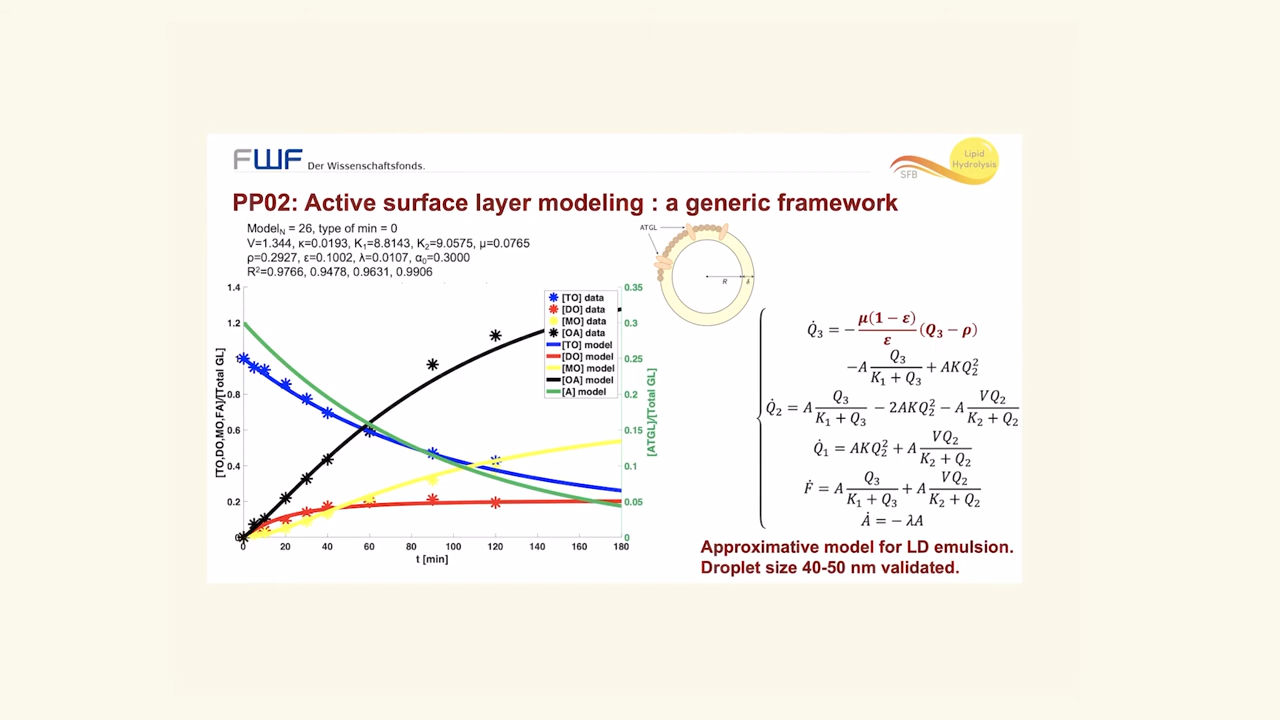 FWF Der Wissenschaftsfonds.
Lipid
Hydrolysis
SFB
PP02: Active surface layer modeling : a generic framework
Model_N = 26, type of min = 0
V=1.344, κ=0.0193, K₁=8.8143, K₂=9.0575, μ=0.0765
ρ=0.2927, ε=0.1002, λ=0.0107, α₀=0.3000
R²=0.9766, 0.9478, 0.9631, 0.9906
ATGL
R
δ
[TO,DO,MO,FA]/[Total GL]
1.4
1.2
1
0.8
0.6
0.4
0.2
0
0 20 40 60 80 100 120 140 160 180
t [min]
0.35
0.3
0.25
0.2
0.15
0.1
0.05
0
[ATGL]/[Total GL]
[TO] data
[DO] data
[MO] data
[OA] data
[TO] model
[DO] model
[MO] model
[OA] model
[A] model
Q̇₃ = − μ(1 − ε)/ε (Q₃ − ρ)
−A Q₃/(K₁ + Q₃) + AKQ₂²
Q̇₂ = A Q₃/(K₁ + Q₃) − 2AKQ₂² − A VQ₂/(K₂ + Q₂)
Q̇₁ = AKQ₂² + A VQ₂/(K₂ + Q₂)
Ḟ = A Q₃/(K₁ + Q₃) + A VQ₂/(K₂ + Q₂)
Ȧ = − λA
Approximative model for LD emulsion.
Droplet size 40-50 nm validated.